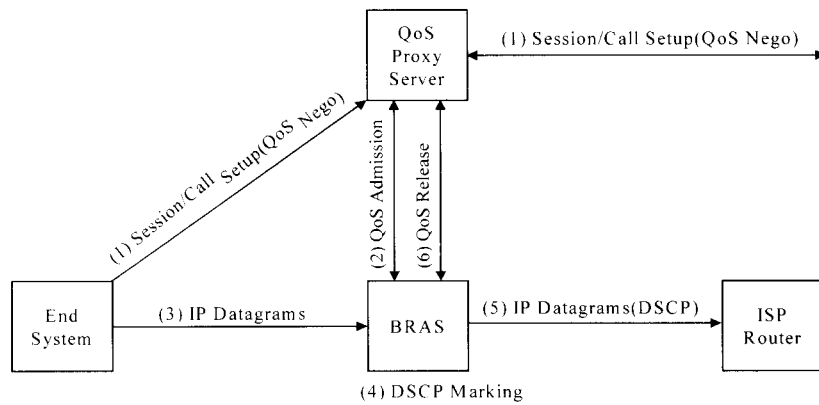 QoS
Proxy
Server
(1) Session/Call Setup(QoS Nego)
(1) Session/Call Setup(QoS Nego)
(2) QoS Admission
(6) QoS Release
End
System
(3) IP Datagrams
BRAS
(5) IP Datagrams(DSCP)
ISP
Router
(4) DSCP Marking